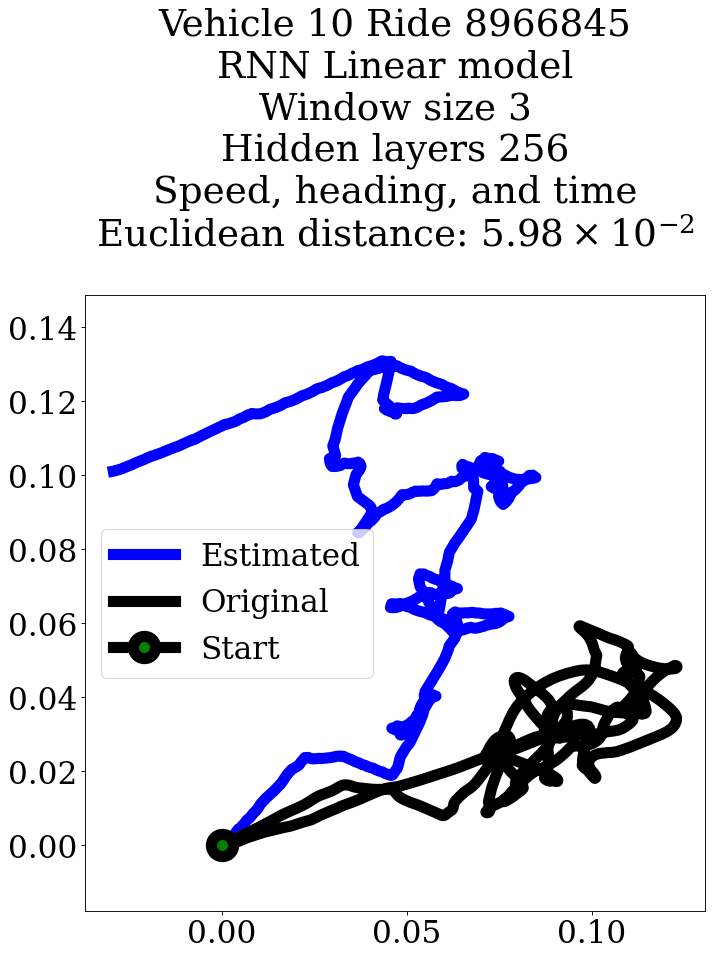 Vehicle 10 Ride 8966845
RNN Linear model
Window size 3
Hidden layers 256
Speed, heading, and time
Euclidean distance: 5.98 × 10⁻²
0.14
0.12
0.10
0.08
0.06
0.04
0.02
0.00
Estimated
Original
Start
0.00 0.05 0.10